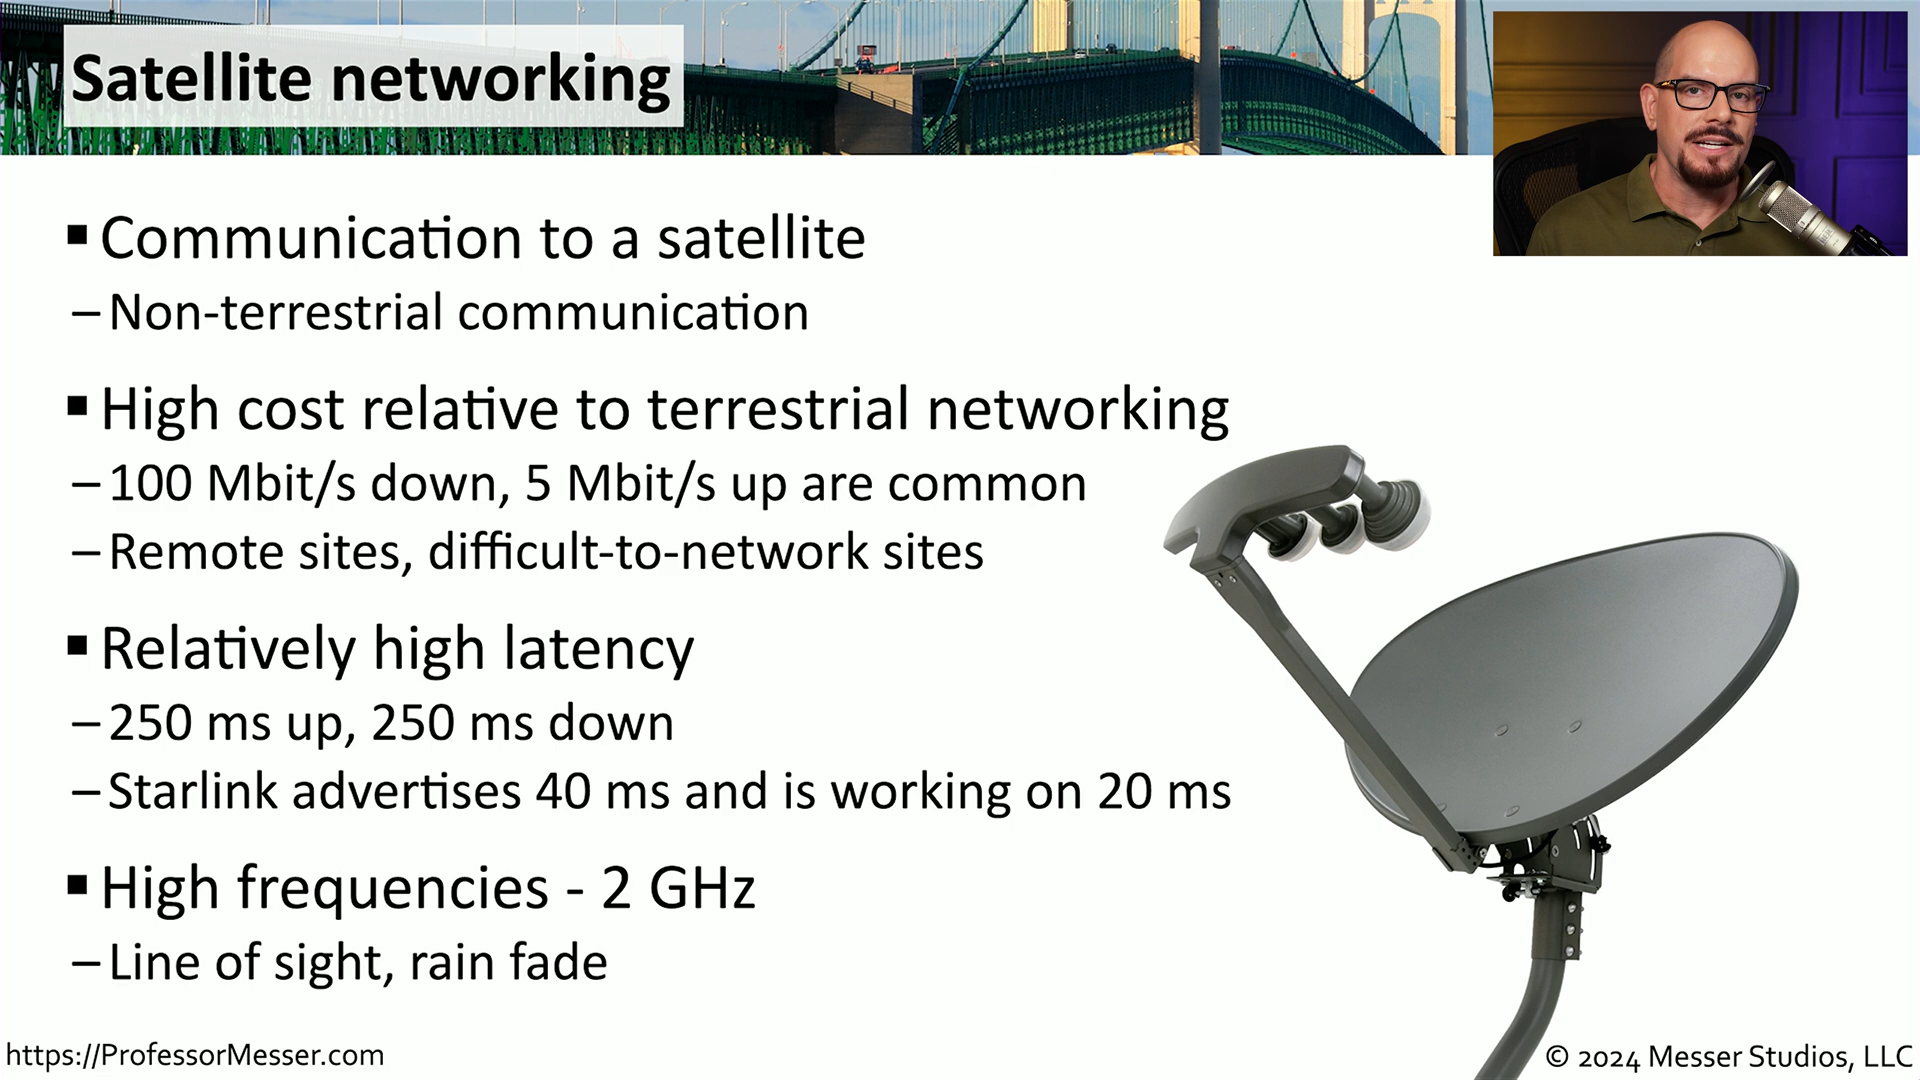 Satellite networking
▪ Communication to a satellite
– Non-terrestrial communication
▪ High cost relative to terrestrial networking
– 100 Mbit/s down, 5 Mbit/s up are common
– Remote sites, difficult-to-network sites
▪ Relatively high latency
– 250 ms up, 250 ms down
– Starlink advertises 40 ms and is working on 20 ms
▪ High frequencies - 2 GHz
– Line of sight, rain fade
https://ProfessorMesser.com
© 2024 Messer Studios, LLC